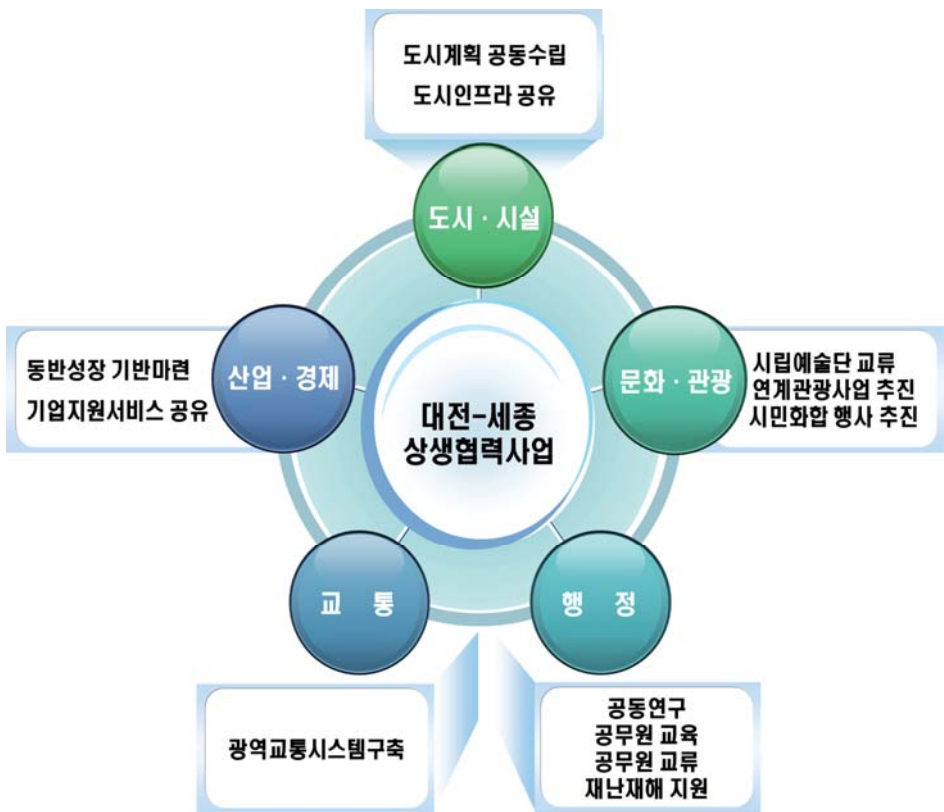 도시계획 공동수립
도시인프라 공유
도시 · 시설
산업 · 경제
동반성장 기반마련
기업지원서비스 공유
문화 · 관광
시립예술단 교류
연계관광사업 추진
시민화합 행사 추진
대전-세종
상생협력사업
교 통
행 정
광역교통시스템구축
공동연구
공무원 교육
공무원 교류
재난재해 지원